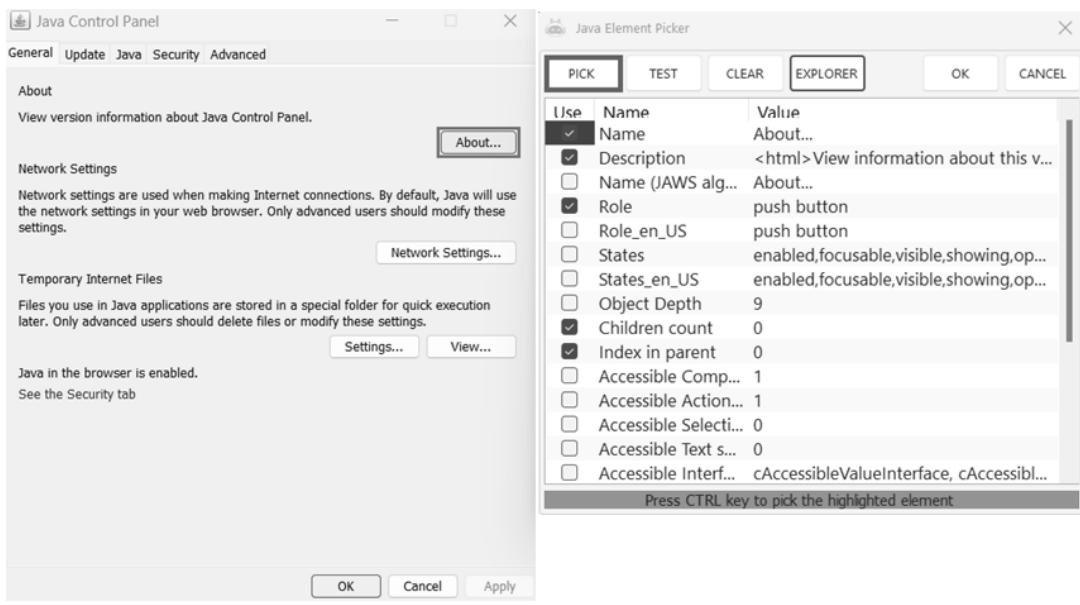 Java Control Panel
General Update Java Security Advanced
About
View version information about Java Control Panel.
About...
Network Settings
Network settings are used when making Internet connections. By default, Java will use
the network settings in your web browser. Only advanced users should modify these
settings.
Network Settings...
Temporary Internet Files
Files you use in Java applications are stored in a special folder for quick execution
later. Only advanced users should delete files or modify these settings.
Settings... View...
Java in the browser is enabled.
See the Security tab
OK Cancel Apply
Java Element Picker
PICK TEST CLEAR EXPLORER OK CANCEL
Use Name Value
Name About...
Description <html>View information about this v...
Name (JAWS alg... About...
Role push button
Role_en_US push button
States enabled,focusable,visible,showing,op...
States_en_US enabled,focusable,visible,showing,op...
Object Depth 9
Children count 0
Index in parent 0
Accessible Comp... 1
Accessible Action... 1
Accessible Selecti... 0
Accessible Text s... 0
Accessible Interf... cAccessibleValueInterface, cAccessibl...
Press CTRL key to pick the highlighted element